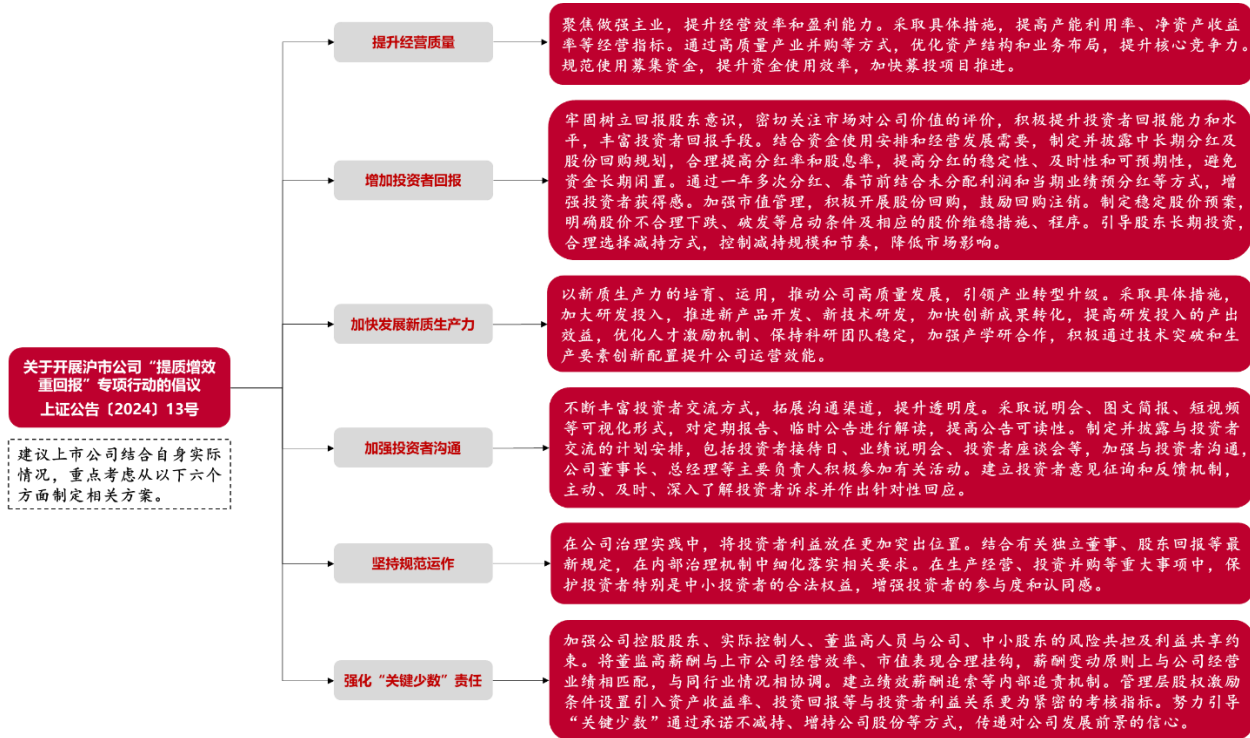 关于开展沪市公司“提质增效
重回报”专项行动的倡议
上证公告〔2024〕13号
建议上市公司结合自身实际
情况，重点考虑从以下六个
方面制定相关方案。
提升经营质量
聚焦做强主业，提升经营效率和盈利能力。采取具体措施，提高产能利用率、净资产收益
率等经营指标。通过高质量产业并购等方式，优化资产结构和业务布局，提升核心竞争力。
规范使用募集资金，提升资金使用效率，加快募投项目推进。
增加投资者回报
牢固树立回报股东意识，密切关注市场对公司价值的评价，积极提升投资者回报能力和水
平，丰富投资者回报手段。结合资金使用安排和经营发展需要，制定并披露中长期分红及
股份回购规划，合理提高分红率和股息率，提高分红的稳定性、及时性和可预期性，避免
资金长期闲置。通过一年多次分红、春节前结合未分配利润和当期业绩预分红等方式，增
强投资者获得感。加强市值管理，积极开展股份回购，鼓励回购注销。制定稳定股价预案，
明确股价不合理下跌、破发等启动条件及相应的股价维稳措施、程序。引导股东长期投资，
合理选择减持方式，控制减持规模和节奏，降低市场影响。
加快发展新质生产力
以新质生产力的培育、运用，推动公司高质量发展，引领产业转型升级。采取具体措施，
加大研发投入，推进新产品开发、新技术研发，加快创新成果转化，提高研发投入的产出
效益，优化人才激励机制、保持科研团队稳定，加强产学研合作，积极通过技术突破和生
产要素创新配置提升公司运营效能。
加强投资者沟通
不断丰富投资者交流方式，拓展沟通渠道，提升透明度。采取说明会、图文简报、短视频
等可视化形式，对定期报告、临时公告进行解读，提高公告可读性。制定并披露与投资者
交流的计划安排，包括投资者接待日、业绩说明会、投资者座谈会等，加强与投资者沟通，
公司董事长、总经理等主要负责人积极参加有关活动。建立投资者意见征询和反馈机制，
主动、及时、深入了解投资者诉求并作出针对性回应。
坚持规范运作
在公司治理实践中，将投资者利益放在更加突出位置。结合有关独立董事、股东回报等最
新规定，在内部治理机制中细化落实相关要求。在生产经营、投资并购等重大事项中，保
护投资者特别是中小投资者的合法权益，增强投资者的参与度和认同感。
强化“关键少数”责任
加强公司控股股东、实际控制人、董监高人员与公司、中小股东的风险共担及利益共享约
束。将董监高薪酬与上市公司经营效率、市值表现合理挂钩，薪酬变动原则上与公司经营
业绩相匹配，与同行业情况相协调。建立绩效薪酬追索等内部追责机制。管理层股权激励
条件设置引入资产收益率、投资回报等与投资者利益关系更为紧密的考核指标。努力引导
“关键少数”通过承诺不减持、增持公司股份等方式，传递对公司发展前景的信心。